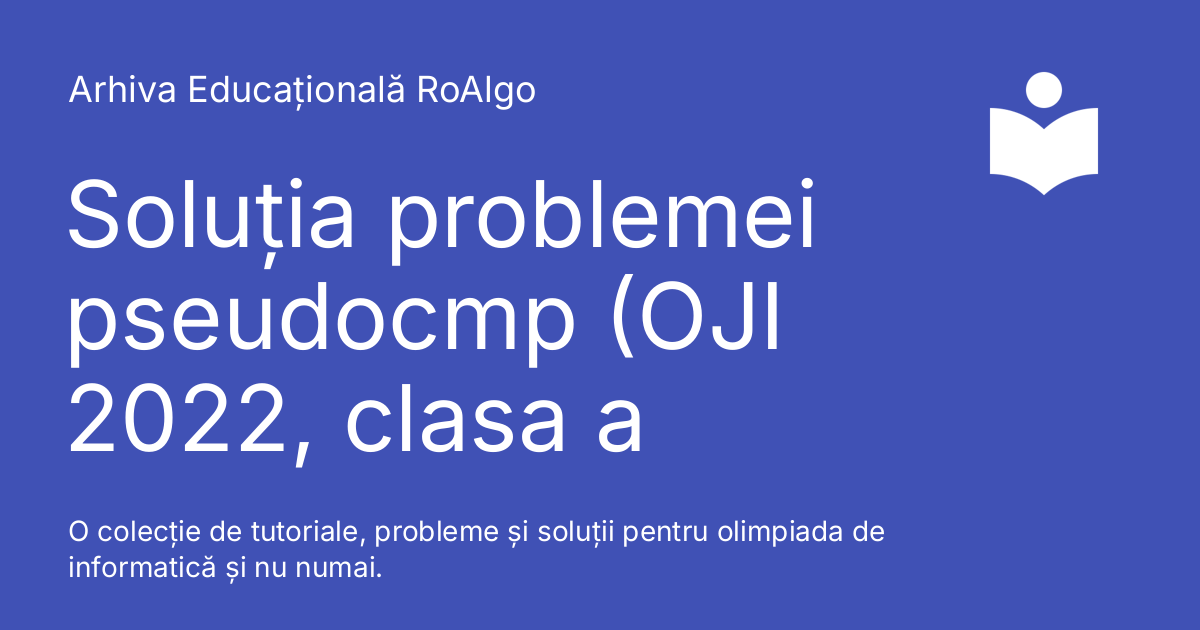 Arhiva Educațională RoAlgo
Soluția problemei
pseudocmp (OJI
2022, clasa a
O colecție de tutoriale, probleme și soluții pentru olimpiada de
informatică și nu numai.